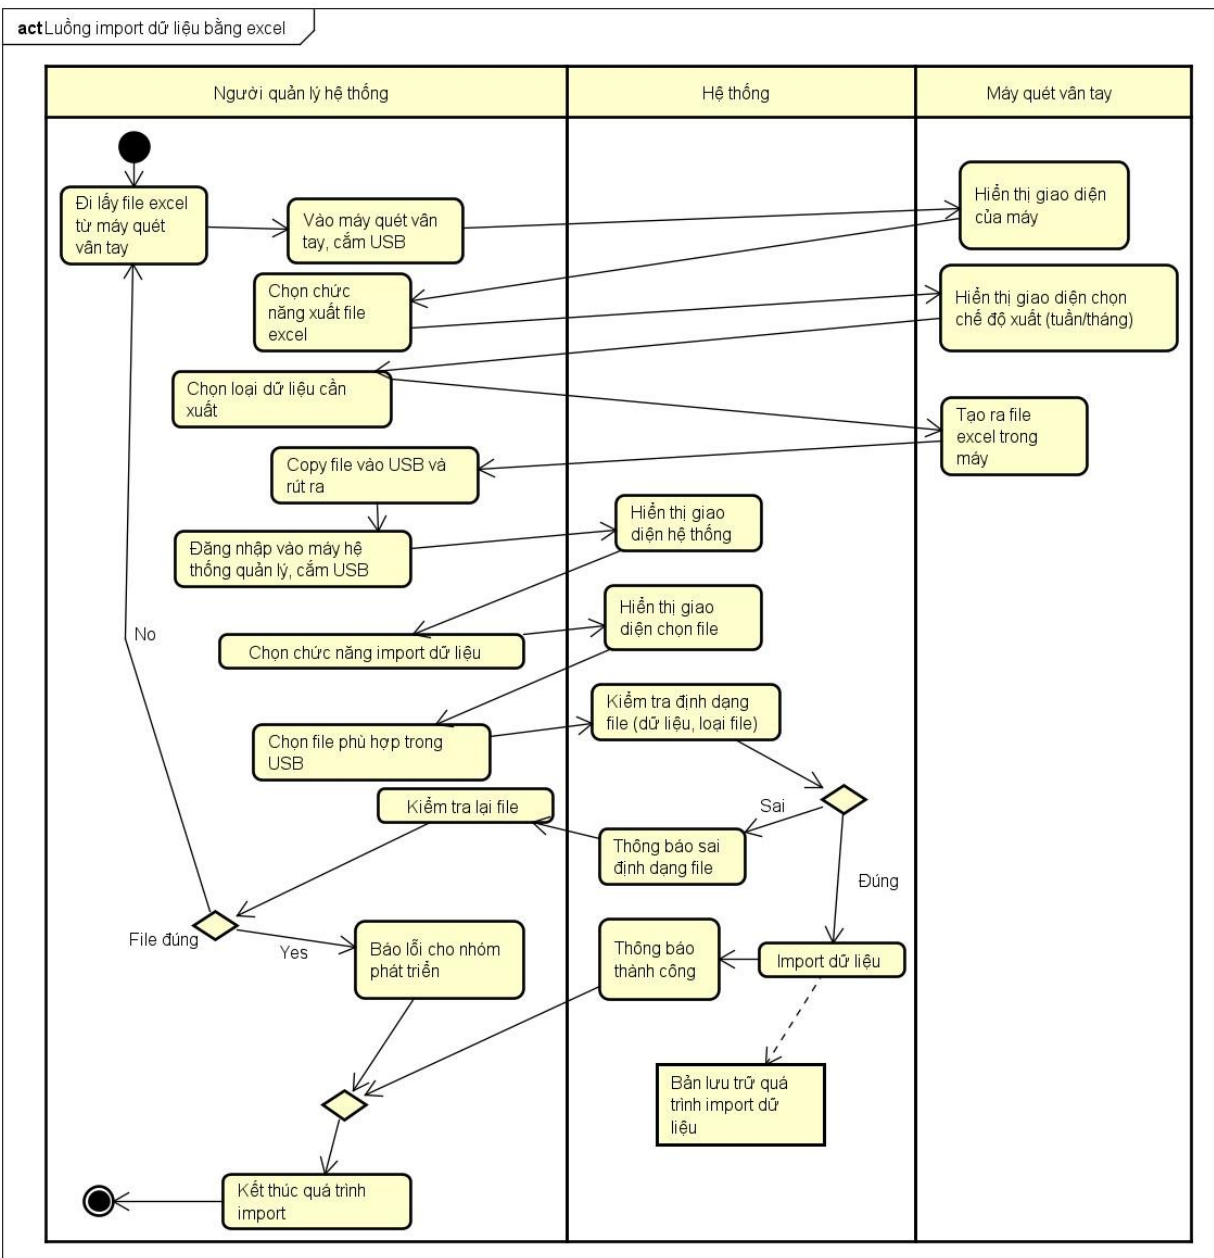 act Luồng import dữ liệu bằng excel
Người quản lý hệ thống
Hệ thống
Máy quét vân tay
Đi lấy file excel
từ máy quét
vân tay
Vào máy quét vân
tay, cắm USB
Hiển thị giao diện
của máy
Chọn chức
năng xuất file
excel
Hiển thị giao diện chọn
chế độ xuất (tuần/tháng)
Chọn loại dữ liệu cần
xuất
Tạo ra file
excel trong
máy
Copy file vào USB và
rút ra
Hiển thị giao
diện hệ thống
Đăng nhập vào máy hệ
thống quản lý, cắm USB
Hiển thị giao
diện chọn file
No
Chọn chức năng import dữ liệu
Kiểm tra định dạng
file (dữ liệu, loại file)
Chọn file phù hợp trong
USB
Kiểm tra lại file
Sai
Thông báo sai
định dạng file
Đúng
File đúng
Yes
Báo lỗi cho nhóm
phát triển
Thông báo
thành công
Import dữ liệu
Bản lưu trữ quá
trình import dữ
liệu
Kết thúc quá trình
import